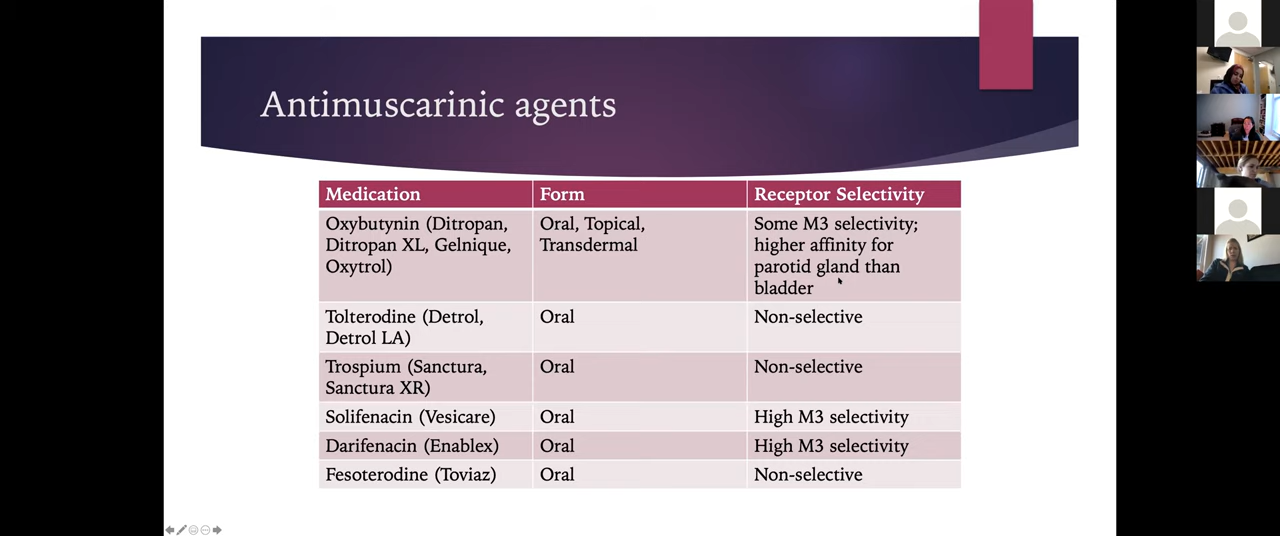 Antimuscarinic agents
Medication Form Receptor Selectivity
Oxybutynin (Ditropan,
Ditropan XL, Gelnique,
Oxytrol)
Oral, Topical,
Transdermal
Some M3 selectivity;
higher affinity for
parotid gland than
bladder
Tolterodine (Detrol,
Detrol LA)
Oral
Non-selective
Trospium (Sanctura,
Sanctura XR)
Oral
Non-selective
Solifenacin (Vesicare) Oral High M3 selectivity
Darifenacin (Enablex) Oral High M3 selectivity
Fesoterodine (Toviaz) Oral Non-selective